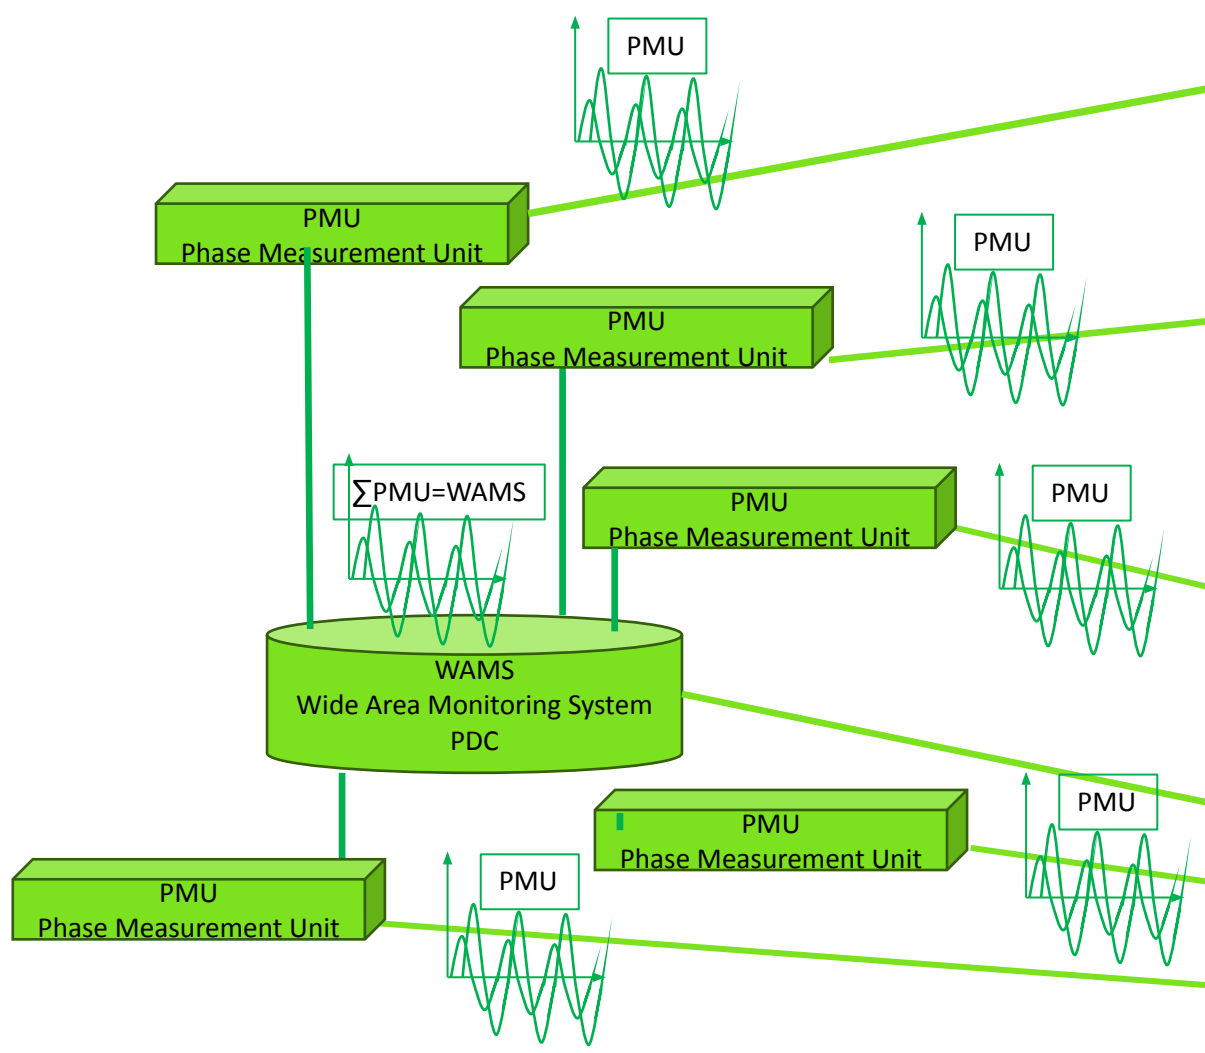 PMU
PMU
Phase Measurement Unit
PMU
PMU
Phase Measurement Unit
∑PMU=WAMS
PMU
Phase Measurement Unit
PMU
WAMS
Wide Area Monitoring System
PDC
PMU
PMU
Phase Measurement Unit
PMU
PMU
Phase Measurement Unit